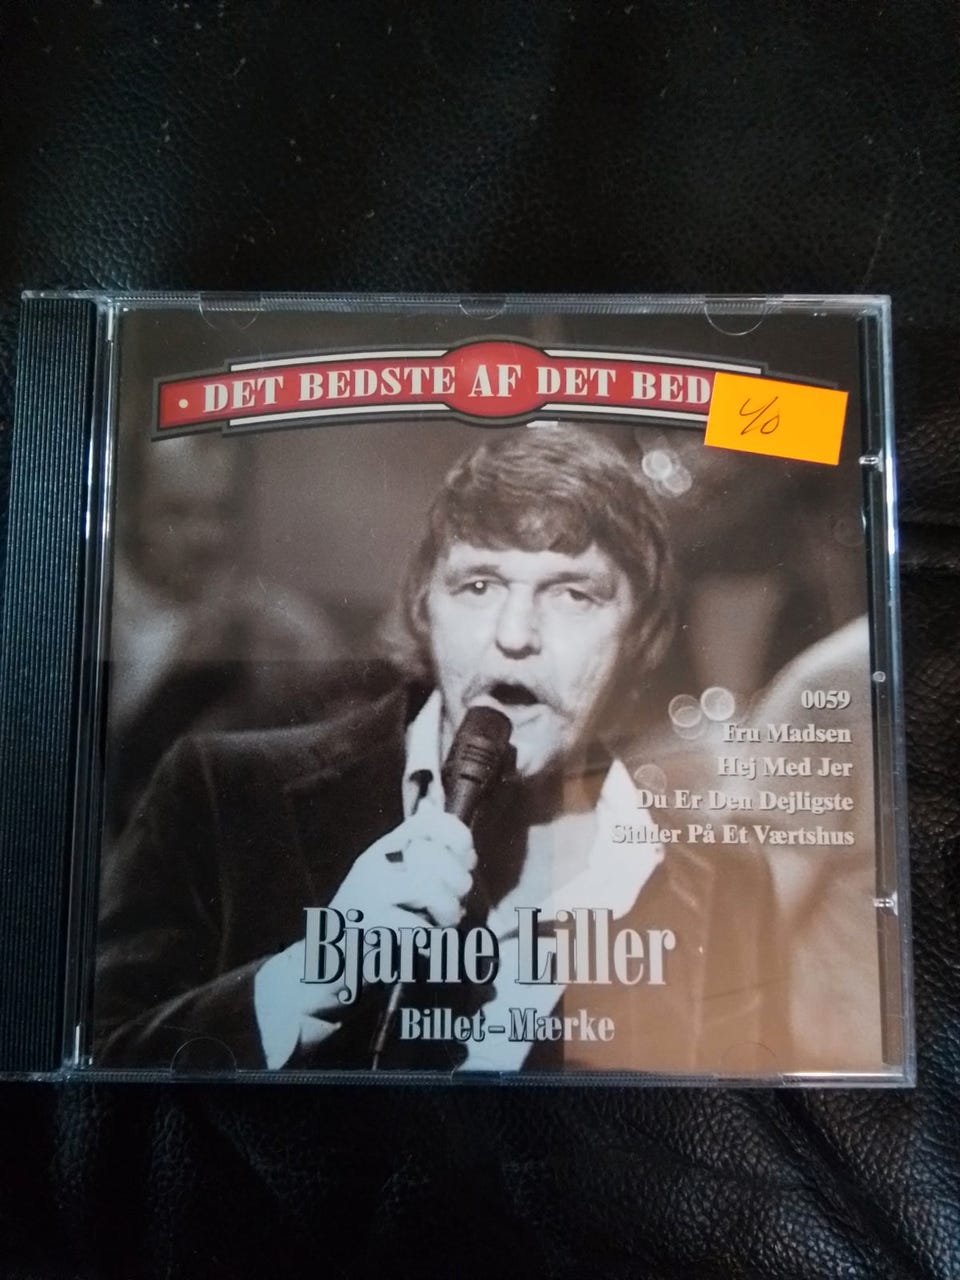 · DET BEDSTE AF DET BED
40
0059
Fru Madsen
Hej Med Jer
Du Er Den Dejligste
Sidder På Et Værtshus
Bjarne Liller
Billet-Mærke